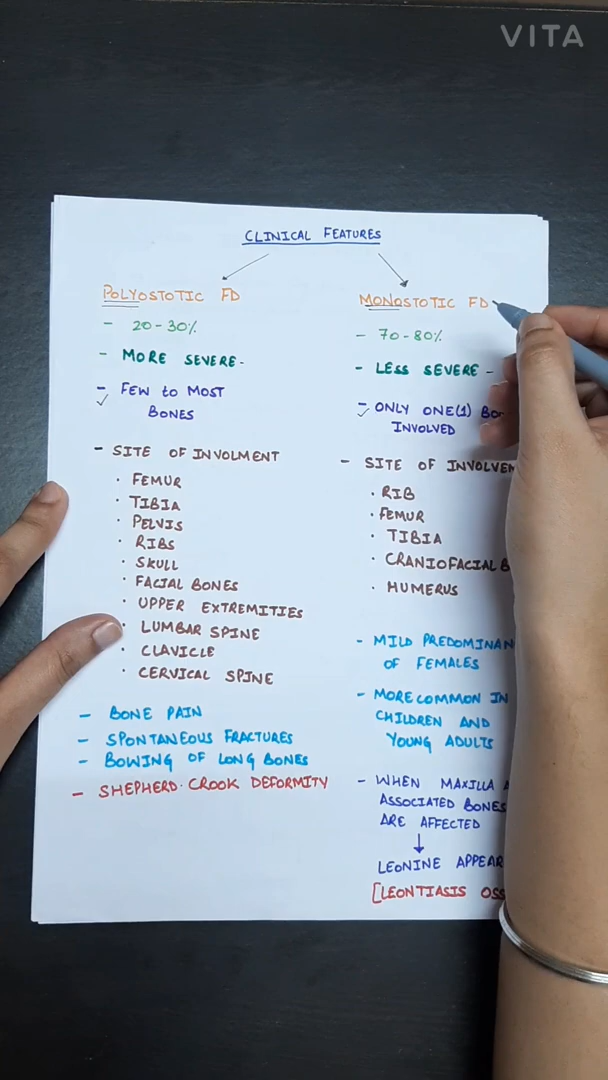 VITA
CLINICAL FEATURES
POLYOSTOTIC FD
- 20-30%
- MORE SEVERE-
- FEW TO MOST
BONES
- SITE OF INVOLMENT
· FEMUR
· TIBIA
· PELVIS
· RIBS
· SKULL
· FACIAL BONES
· UPPER EXTREMITIES
· LUMBAR SPINE
· CLAVICLE
· CERVICAL SPINE
- BONE PAIN
- SPONTANEOUS FRACTURES
- BOWING OF LONG BONES
- SHEPHERD-CROOK DEFORMITY
MONOSTOTIC FD
- 70-80%
- LESS SEVERE -
- ONLY ONE(1)
INVOLVED
- SITE OF
· RIB
· FEMUR
· TIBIA
· CRANIOFACIAL
· HUMERUS
- MILD
OF FEMALES
- MORE COMMON IN
CHILDREN AND
YOUNG ADULTS
- WHEN MAXILLA
ASSOCIATED BONES
ARE AFFECTED
LEONINE
[LEONTIASIS